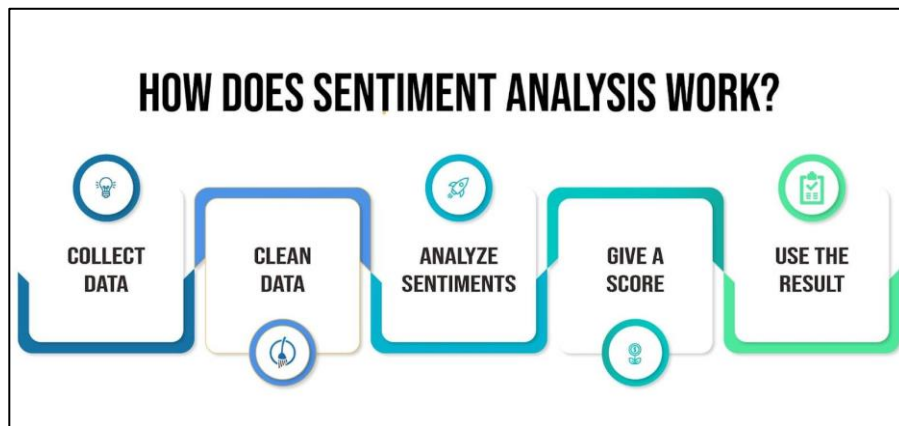 HOW DOES SENTIMENT ANALYSIS WORK?
COLLECT
DATA
CLEAN
DATA
ANALYZE
SENTIMENTS
GIVE A
SCORE
USE THE
RESULT